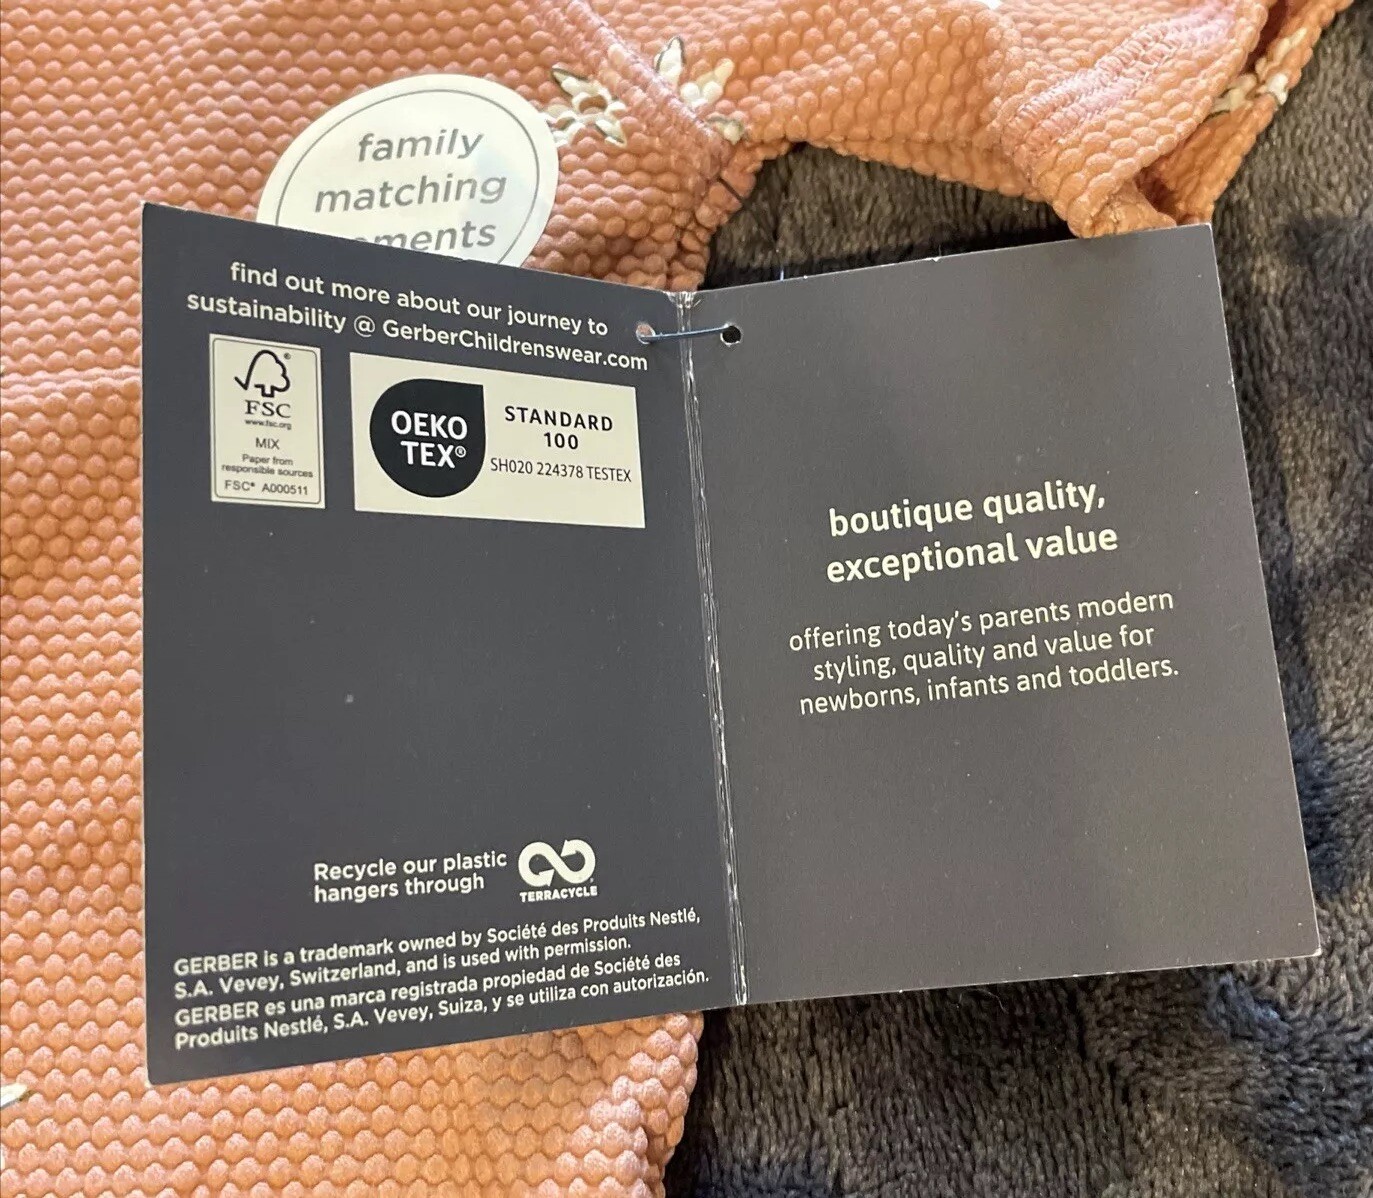 family
matching
find out more about our journey to
sustainability @ GerberChildrenswear.com
FSC
www.fsc.org
MIX
Paper from
responsible sources
FSC® A000511
OEKO
TEX®
STANDARD
100
SH020 224378 TESTEX
Recycle our plastic
hangers through
TERRACYCLE
GERBER is a trademark owned by Société des Produits Nestlé,
S.A. Vevey, Switzerland, and is used with permission.
GERBER es una marca registrada propiedad de Société des
Produits Nestlé, S.A. Vevey, Suiza, y se utiliza con autorización.
boutique quality,
exceptional value
offering today's parents modern
styling, quality and value for
newborns, infants and toddlers.